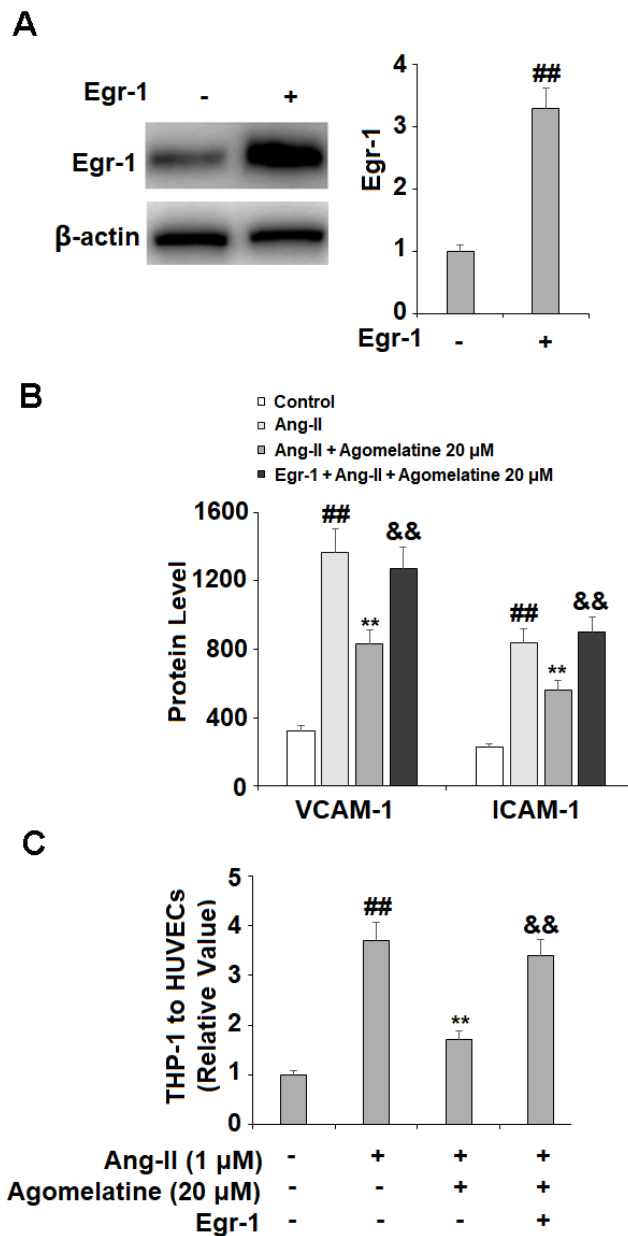 A
Egr-1 - +
Egr-1
β-actin
Egr-1
4
3
2
1
0
##
Egr-1 - +
B
Control
Ang-II
Ang-II + Agomelatine 20 μM
Egr-1 + Ang-II + Agomelatine 20 μM
Protein Level
1600
1200
800
400
0
## ** &&
## ** &&
VCAM-1 ICAM-1
C
THP-1 to HUVECs
(Relative Value)
5
4
3
2
1
0
## ** &&
Ang-II (1 μM) - + + +
Agomelatine (20 μM) - - + +
Egr-1 - - - +